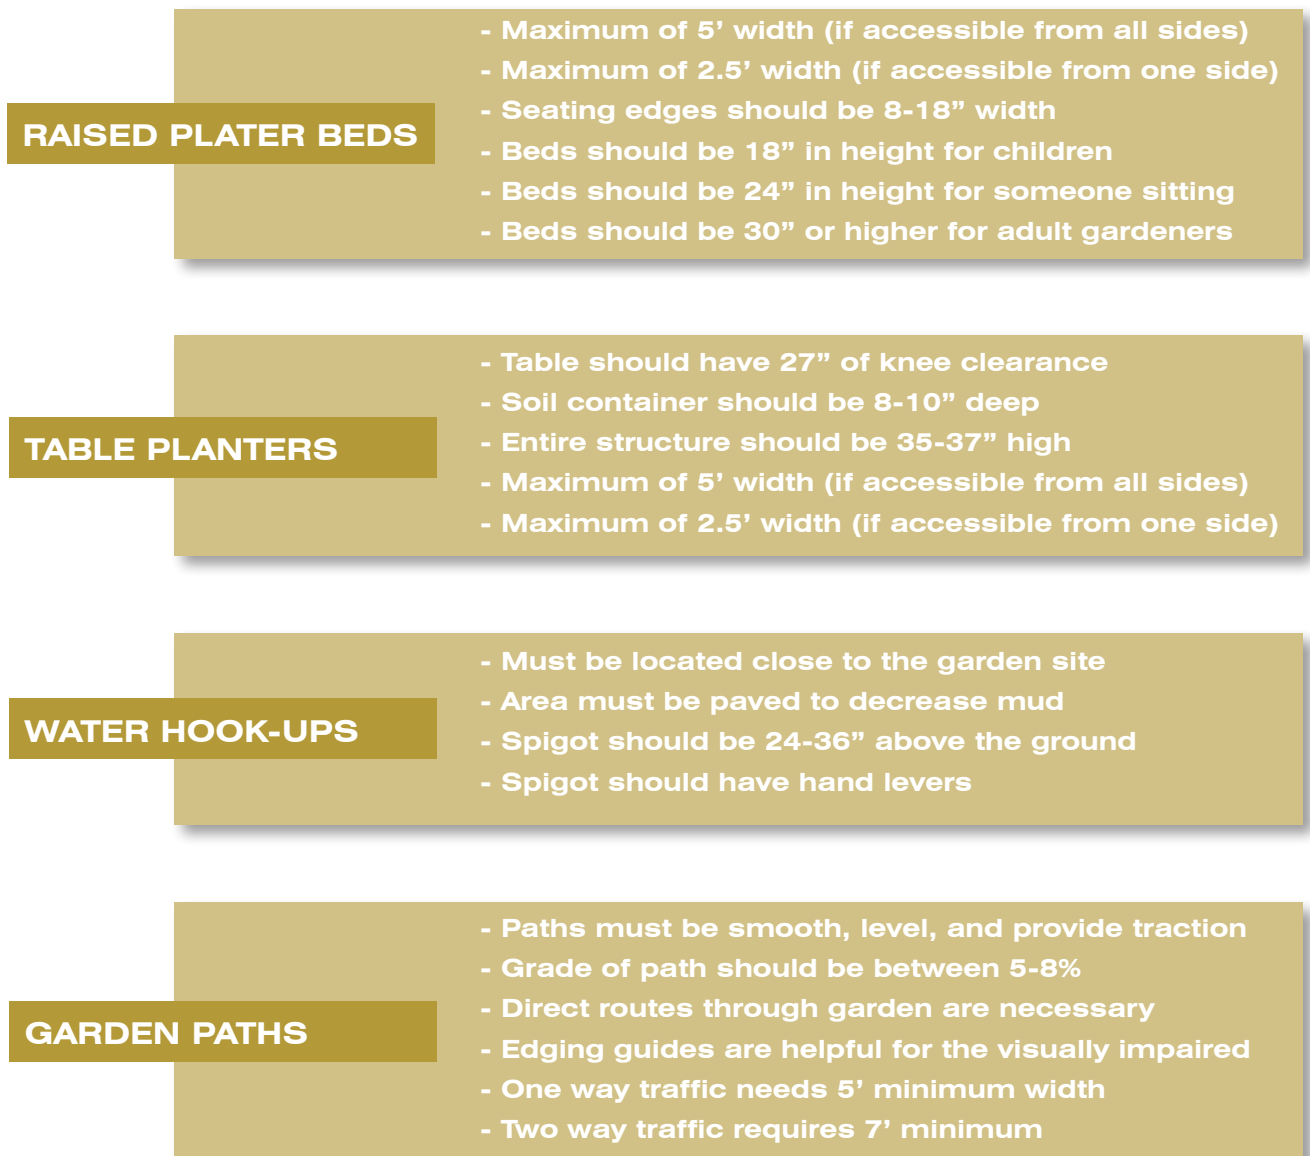 RAISED PLATER BEDS
- Maximum of 5’ width (if accessible from all sides)
- Maximum of 2.5’ width (if accessible from one side)
- Seating edges should be 8-18” width
- Beds should be 18” in height for children
- Beds should be 24” in height for someone sitting
- Beds should be 30” or higher for adult gardeners
TABLE PLANTERS
- Table should have 27” of knee clearance
- Soil container should be 8-10” deep
- Entire structure should be 35-37” high
- Maximum of 5’ width (if accessible from all sides)
- Maximum of 2.5’ width (if accessible from one side)
WATER HOOK-UPS
- Must be located close to the garden site
- Area must be paved to decrease mud
- Spigot should be 24-36” above the ground
- Spigot should have hand levers
GARDEN PATHS
- Paths must be smooth, level, and provide traction
- Grade of path should be between 5-8%
- Direct routes through garden are necessary
- Edging guides are helpful for the visually impaired
- One way traffic needs 5’ minimum width
- Two way traffic requires 7’ minimum